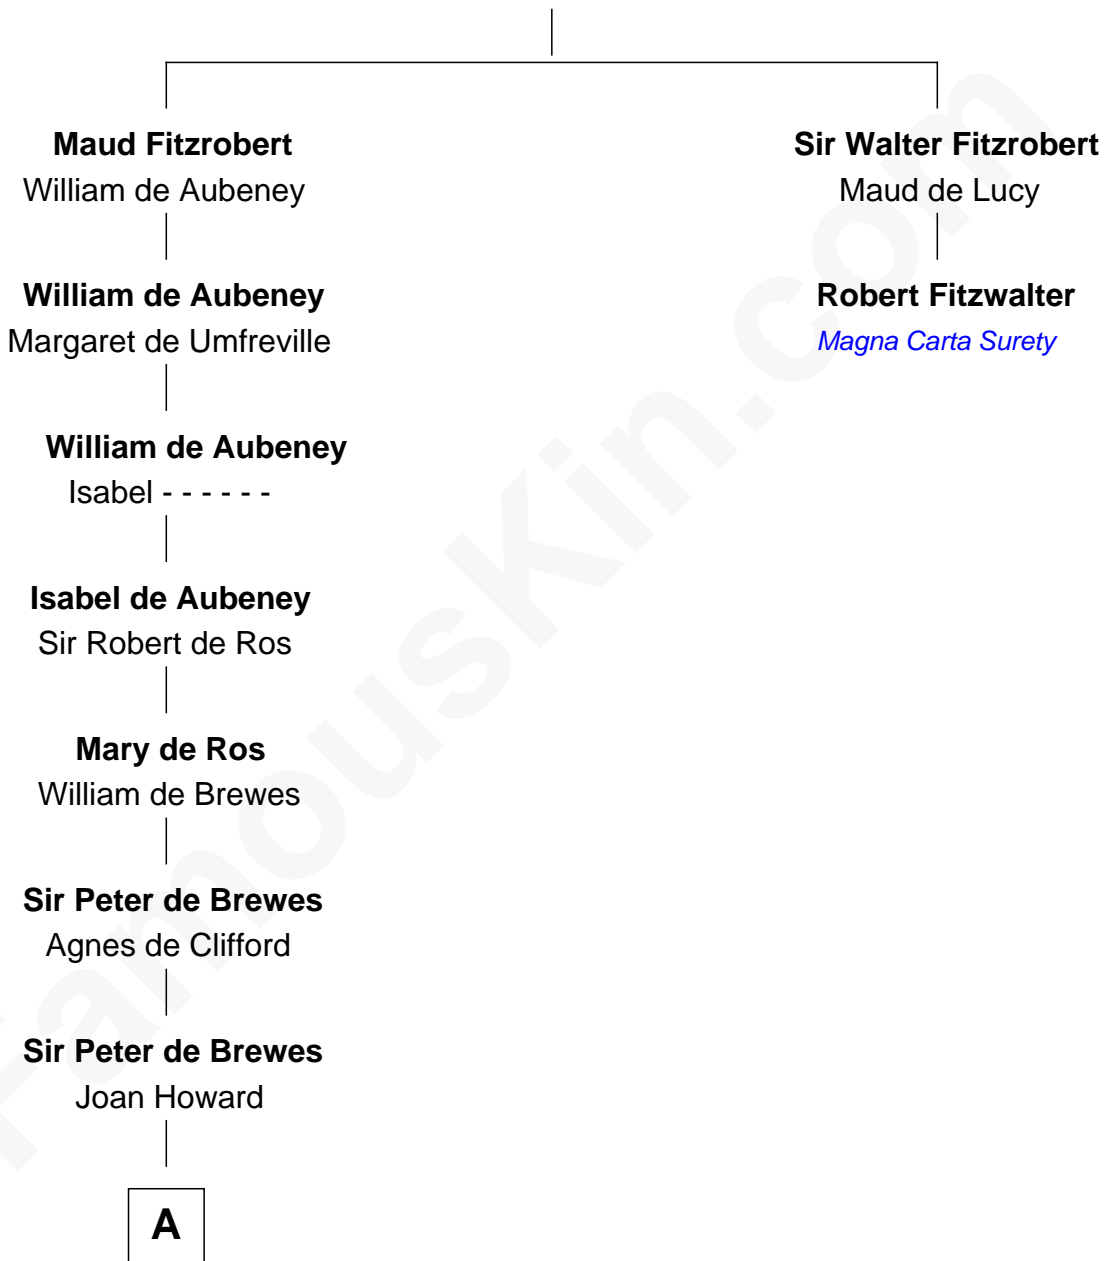 Maud Fitzrobert
William de Aubeney
Sir Walter Fitzrobert
Maud de Lucy
William de Aubeney
Margaret de Umfreville
Robert Fitzwalter
Magna Carta Surety
William de Aubeney
Isabel - - - - - -
Isabel de Aubeney
Sir Robert de Ros
Mary de Ros
William de Brewes
Sir Peter de Brewes
Agnes de Clifford
Sir Peter de Brewes
Joan Howard
A
FamousKin.com